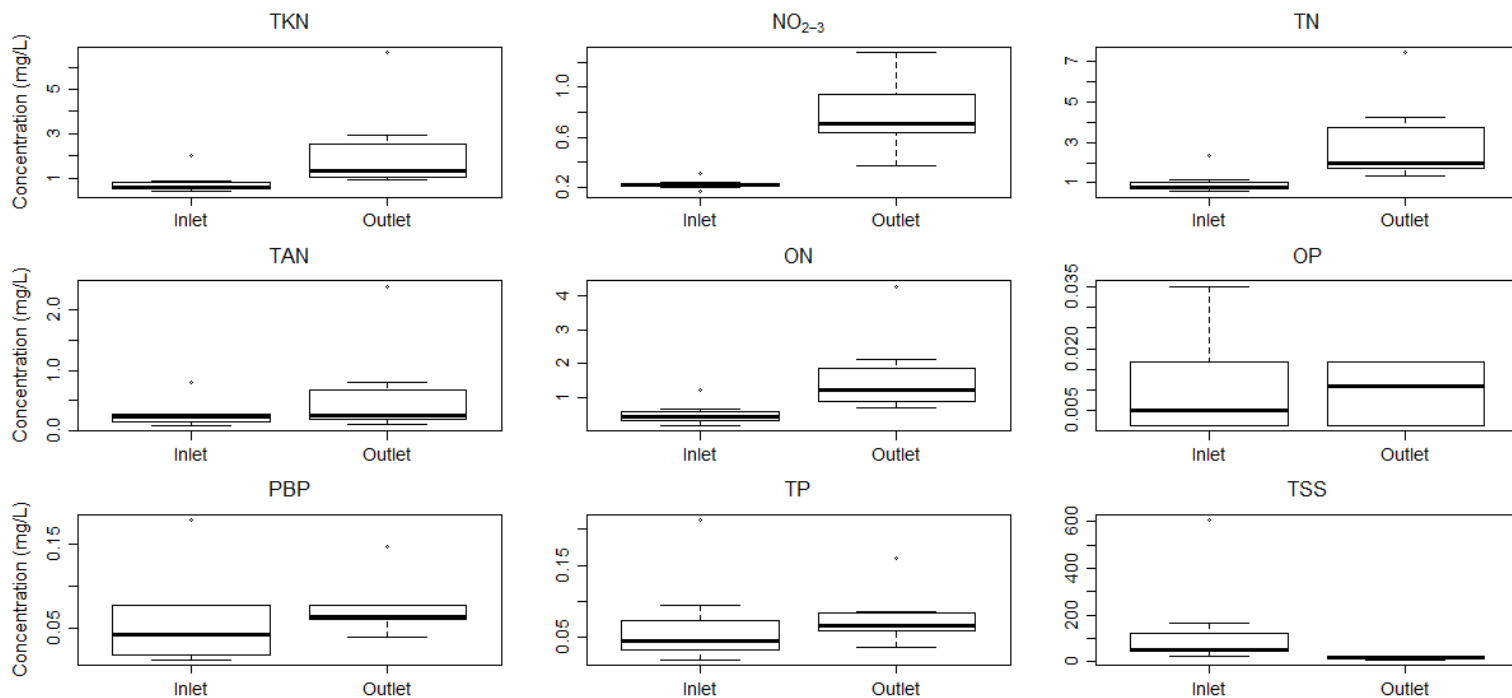 TKN
NO₂₋₃
TN
Concentration (mg/L)
1 3 5
0.2 0.6 1.0
1 3 5 7
Inlet Outlet
Inlet Outlet
Inlet Outlet
TAN
ON
OP
Concentration (mg/L)
0.0 1.0 2.0
1 2 3 4
0.005 0.020 0.035
Inlet Outlet
Inlet Outlet
Inlet Outlet
PBP
TP
TSS
Concentration (mg/L)
0.05 0.15
0.05 0.15
0 200 400 600
Inlet Outlet
Inlet Outlet
Inlet Outlet